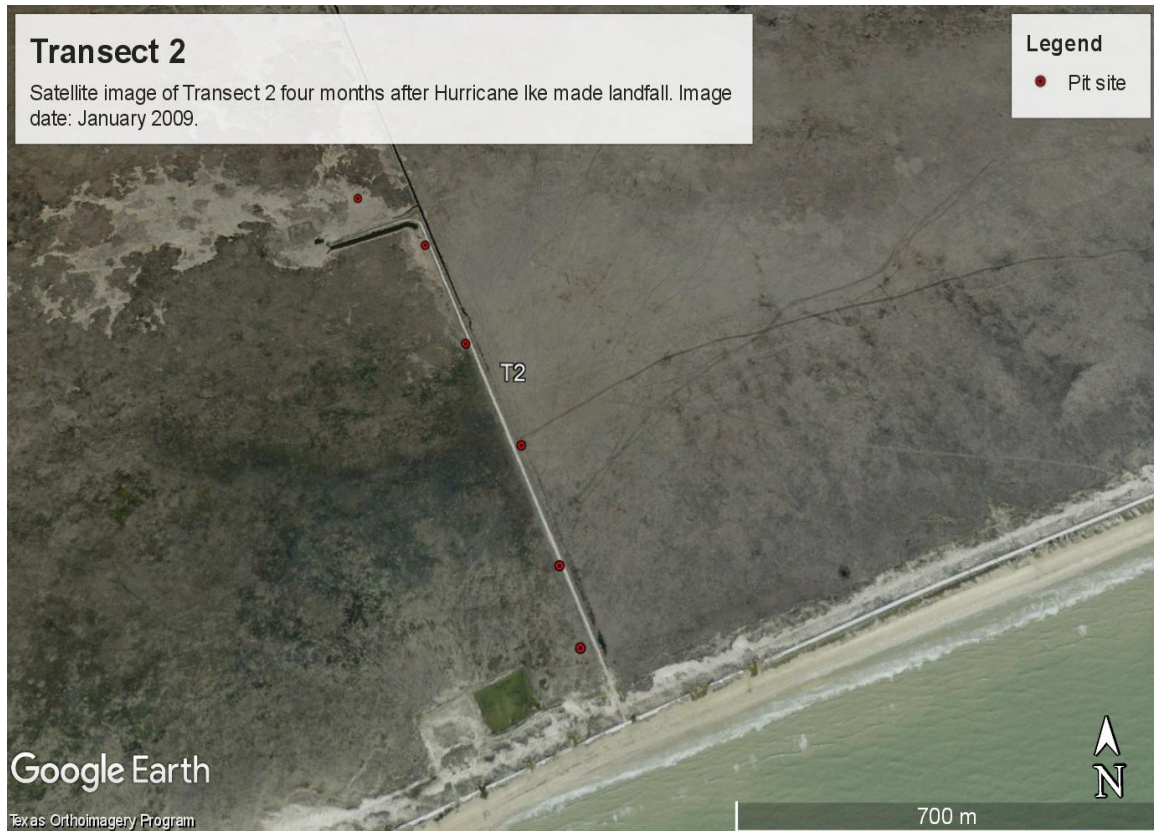 Transect 2
Satellite image of Transect 2 four months after Hurricane Ike made landfall. Image
date: January 2009.
Legend
Pit site
T2
Google Earth
Texas Orthoimagery Program
N
700 m